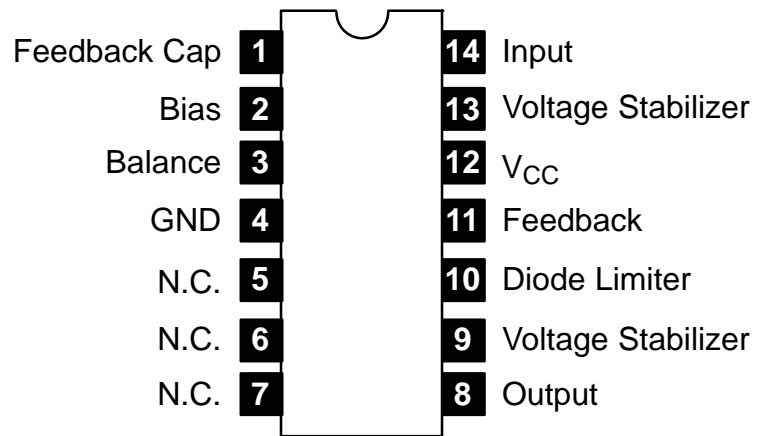 Feedback Cap 1 14 Input
Bias 2 13 Voltage Stabilizer
Balance 3 12 VCC
GND 4 11 Feedback
N.C. 5 10 Diode Limiter
N.C. 6 9 Voltage Stabilizer
N.C. 7 8 Output